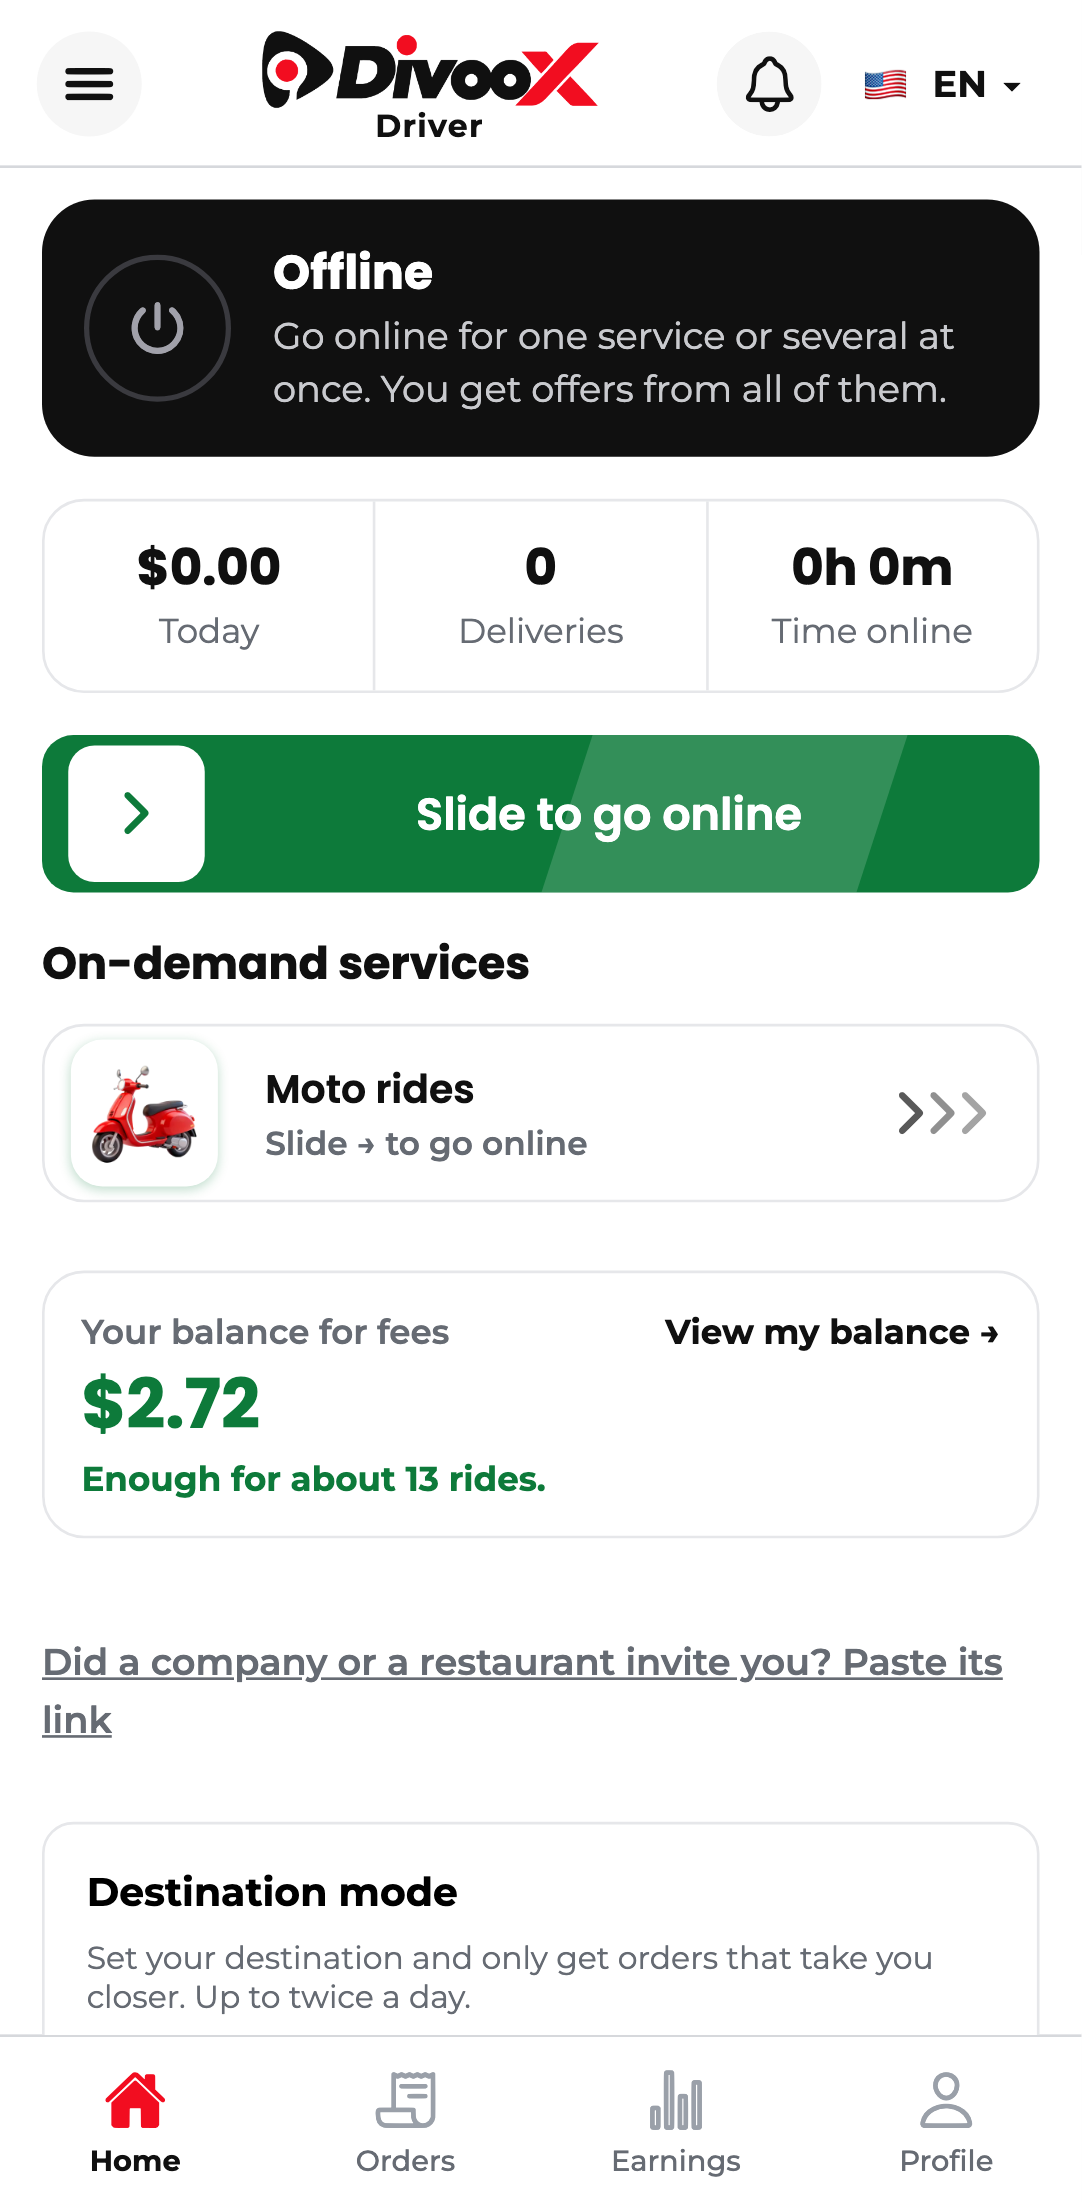 DivooX
Driver
EN
Offline
Go online for one service or several at
once. You get offers from all of them.
$0.00
Today
0
Deliveries
0h 0m
Time online
Slide to go online
On-demand services
Moto rides
Slide → to go online
Your balance for fees
View my balance →
$2.72
Enough for about 13 rides.
Did a company or a restaurant invite you? Paste its
link
Destination mode
Set your destination and only get orders that take you
closer. Up to twice a day.
Home
Orders
Earnings
Profile